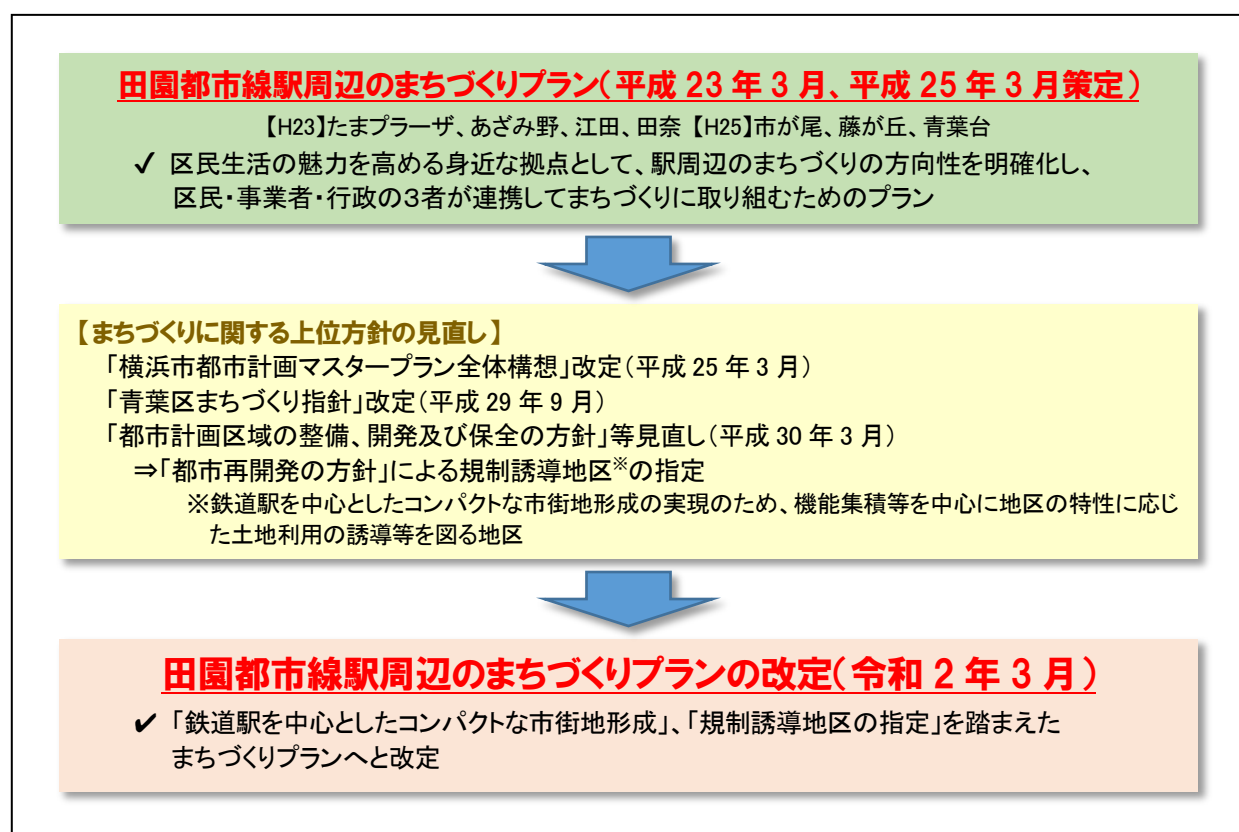 田園都市線駅周辺のまちづくりプラン(平成 23 年 3 月、平成 25 年 3 月策定)
【H23】たまプラーザ、あざみ野、江田、田奈 【H25】市が尾、藤が丘、青葉台
✓ 区民生活の魅力を高める身近な拠点として、駅周辺のまちづくりの方向性を明確化し、
区民・事業者・行政の3者が連携してまちづくりに取り組むためのプラン
【まちづくりに関する上位方針の見直し】
「横浜市都市計画マスタープラン全体構想」改定(平成 25 年 3 月)
「青葉区まちづくり指針」改定(平成 29 年 9 月)
「都市計画区域の整備、開発及び保全の方針」等見直し(平成 30 年 3 月)
⇒「都市再開発の方針」による規制誘導地区※の指定
※鉄道駅を中心としたコンパクトな市街地形成の実現のため、機能集積等を中心に地区の特性に応じ
た土地利用の誘導等を図る地区
田園都市線駅周辺のまちづくりプランの改定(令和 2 年 3 月)
✔ 「鉄道駅を中心としたコンパクトな市街地形成」、「規制誘導地区の指定」を踏まえた
まちづくりプランへと改定